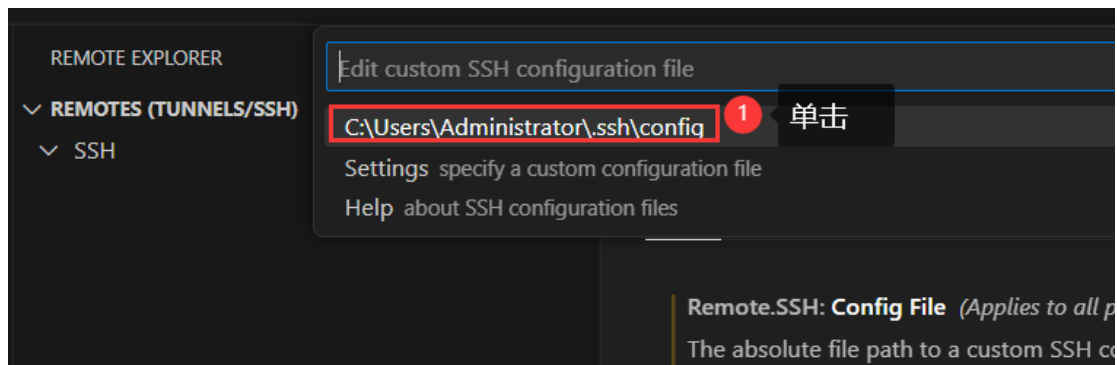 REMOTE EXPLORER
REMOTES (TUNNELS/SSH)
SSH
Edit custom SSH configuration file
C:\Users\Administrator\.ssh\config
1 单击
Settings specify a custom configuration file
Help about SSH configuration files
Remote.SSH: Config File (Applies to all p
The absolute file path to a custom SSH co